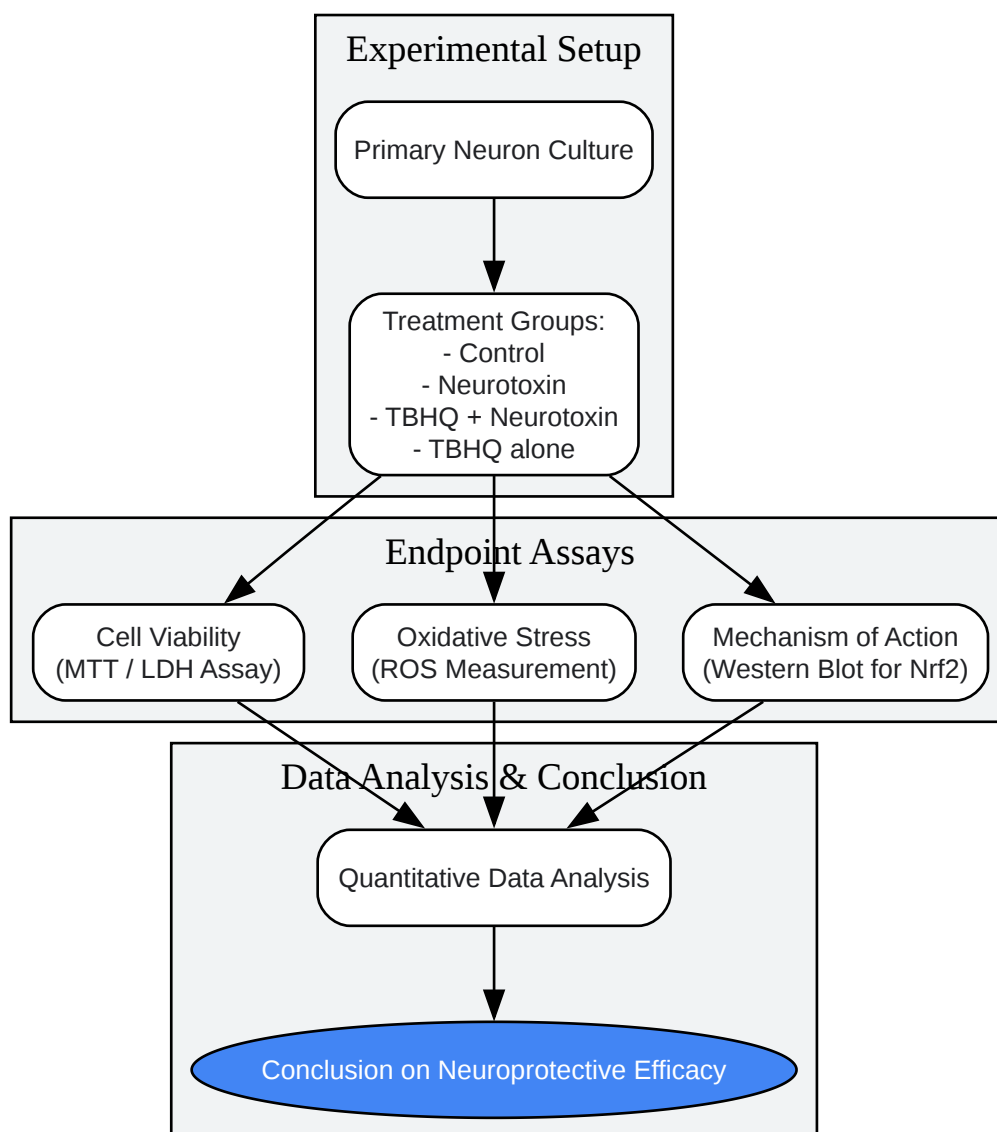 Experimental Setup
Primary Neuron Culture
Treatment Groups:
- Control
- Neurotoxin
- TBHQ + Neurotoxin
- TBHQ alone
Endpoint Assays
Cell Viability
(MTT / LDH Assay)
Oxidative Stress
(ROS Measurement)
Mechanism of Action
(Western Blot for Nrf2)
Data Analysis & Conclusion
Quantitative Data Analysis
Conclusion on Neuroprotective Efficacy